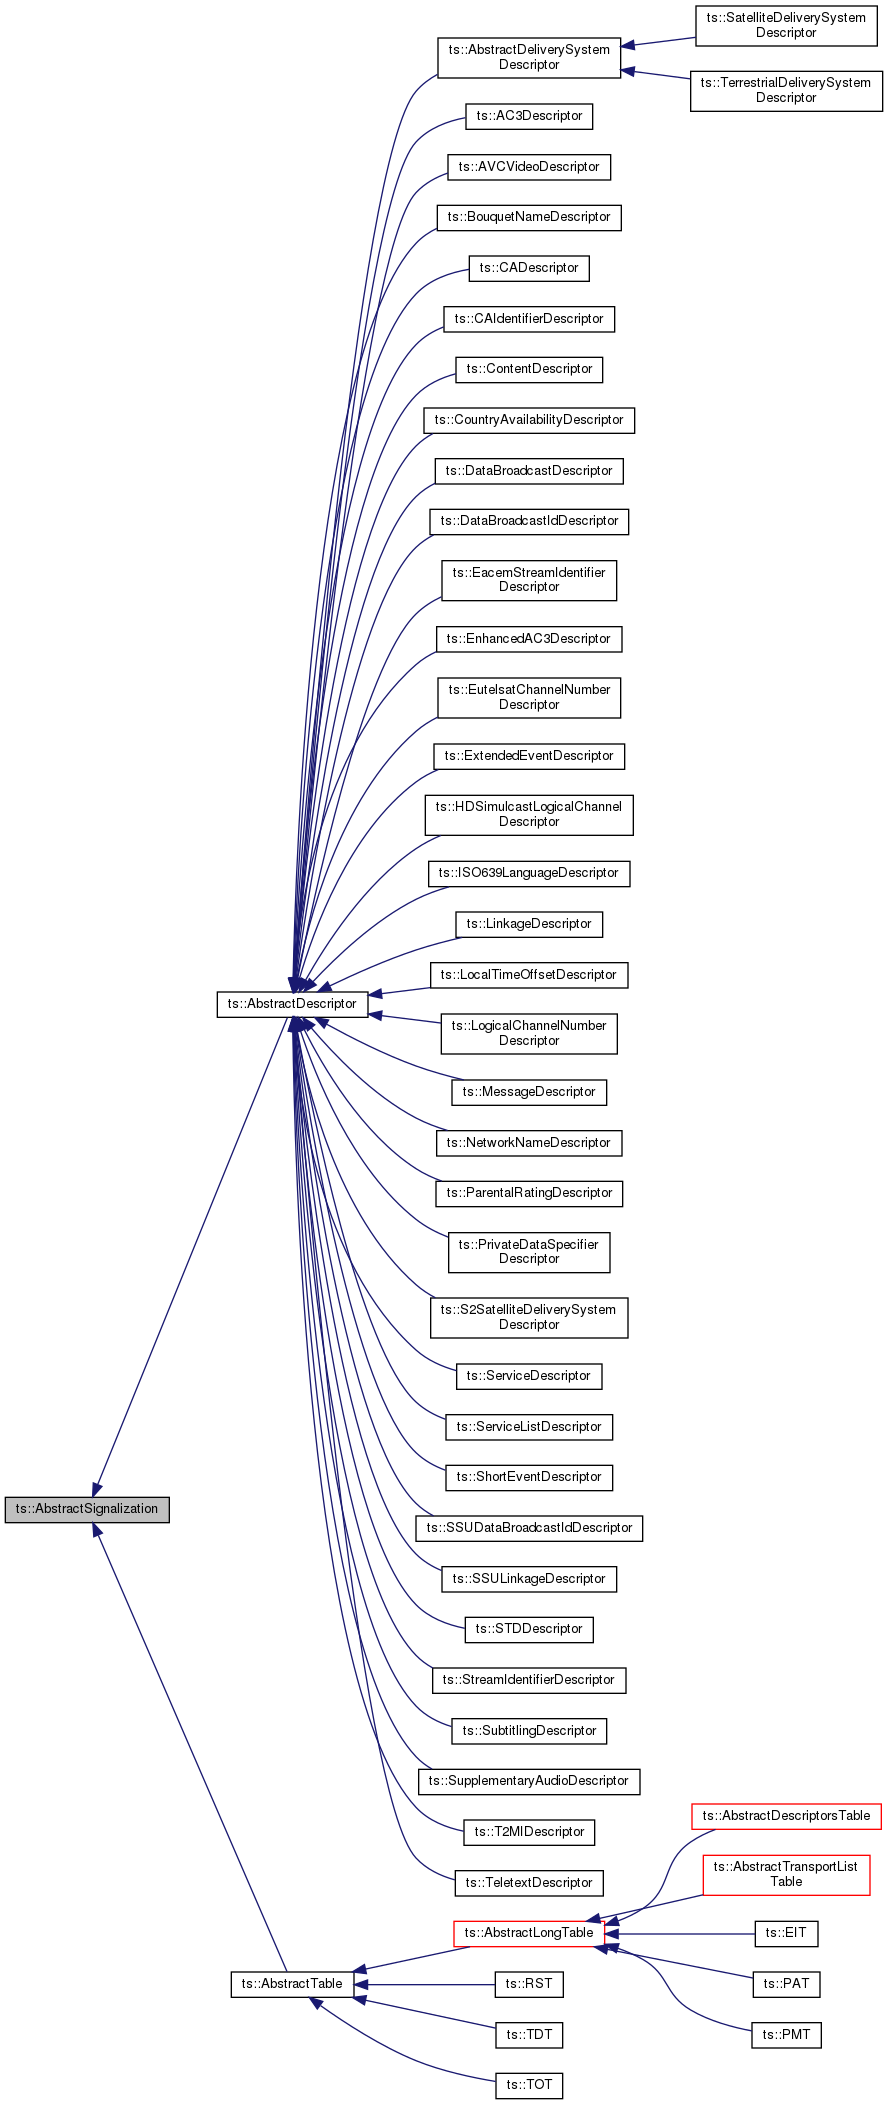 ts::SatelliteDeliverySystem
Descriptor
ts::AbstractDeliverySystem
Descriptor
ts::TerrestrialDeliverySystem
Descriptor
ts::AC3Descriptor
ts::AVCVideoDescriptor
ts::BouquetNameDescriptor
ts::CADescriptor
ts::CAIdentifierDescriptor
ts::ContentDescriptor
ts::CountryAvailabilityDescriptor
ts::DataBroadcastDescriptor
ts::DataBroadcastIdDescriptor
ts::EacemStreamIdentifier
Descriptor
ts::EnhancedAC3Descriptor
ts::EutelsatChannelNumber
Descriptor
ts::ExtendedEventDescriptor
ts::HDSimulcastLogicalChannel
Descriptor
ts::ISO639LanguageDescriptor
ts::LinkageDescriptor
ts::LocalTimeOffsetDescriptor
ts::AbstractDescriptor
ts::LogicalChannelNumber
Descriptor
ts::MessageDescriptor
ts::NetworkNameDescriptor
ts::ParentalRatingDescriptor
ts::PrivateDataSpecifier
Descriptor
ts::S2SatelliteDeliverySystem
Descriptor
ts::ServiceDescriptor
ts::ServiceListDescriptor
ts::ShortEventDescriptor
ts::AbstractSignalization
ts::SSUDataBroadcastIdDescriptor
ts::SSULinkageDescriptor
ts::STDDescriptor
ts::StreamIdentifierDescriptor
ts::SubtitlingDescriptor
ts::SupplementaryAudioDescriptor
ts::AbstractDescriptorsTable
ts::T2MIDescriptor
ts::AbstractTransportList
Table
ts::TeletextDescriptor
ts::AbstractLongTable
ts::EIT
ts::AbstractTable
ts::RST
ts::PAT
ts::TDT
ts::PMT
ts::TOT